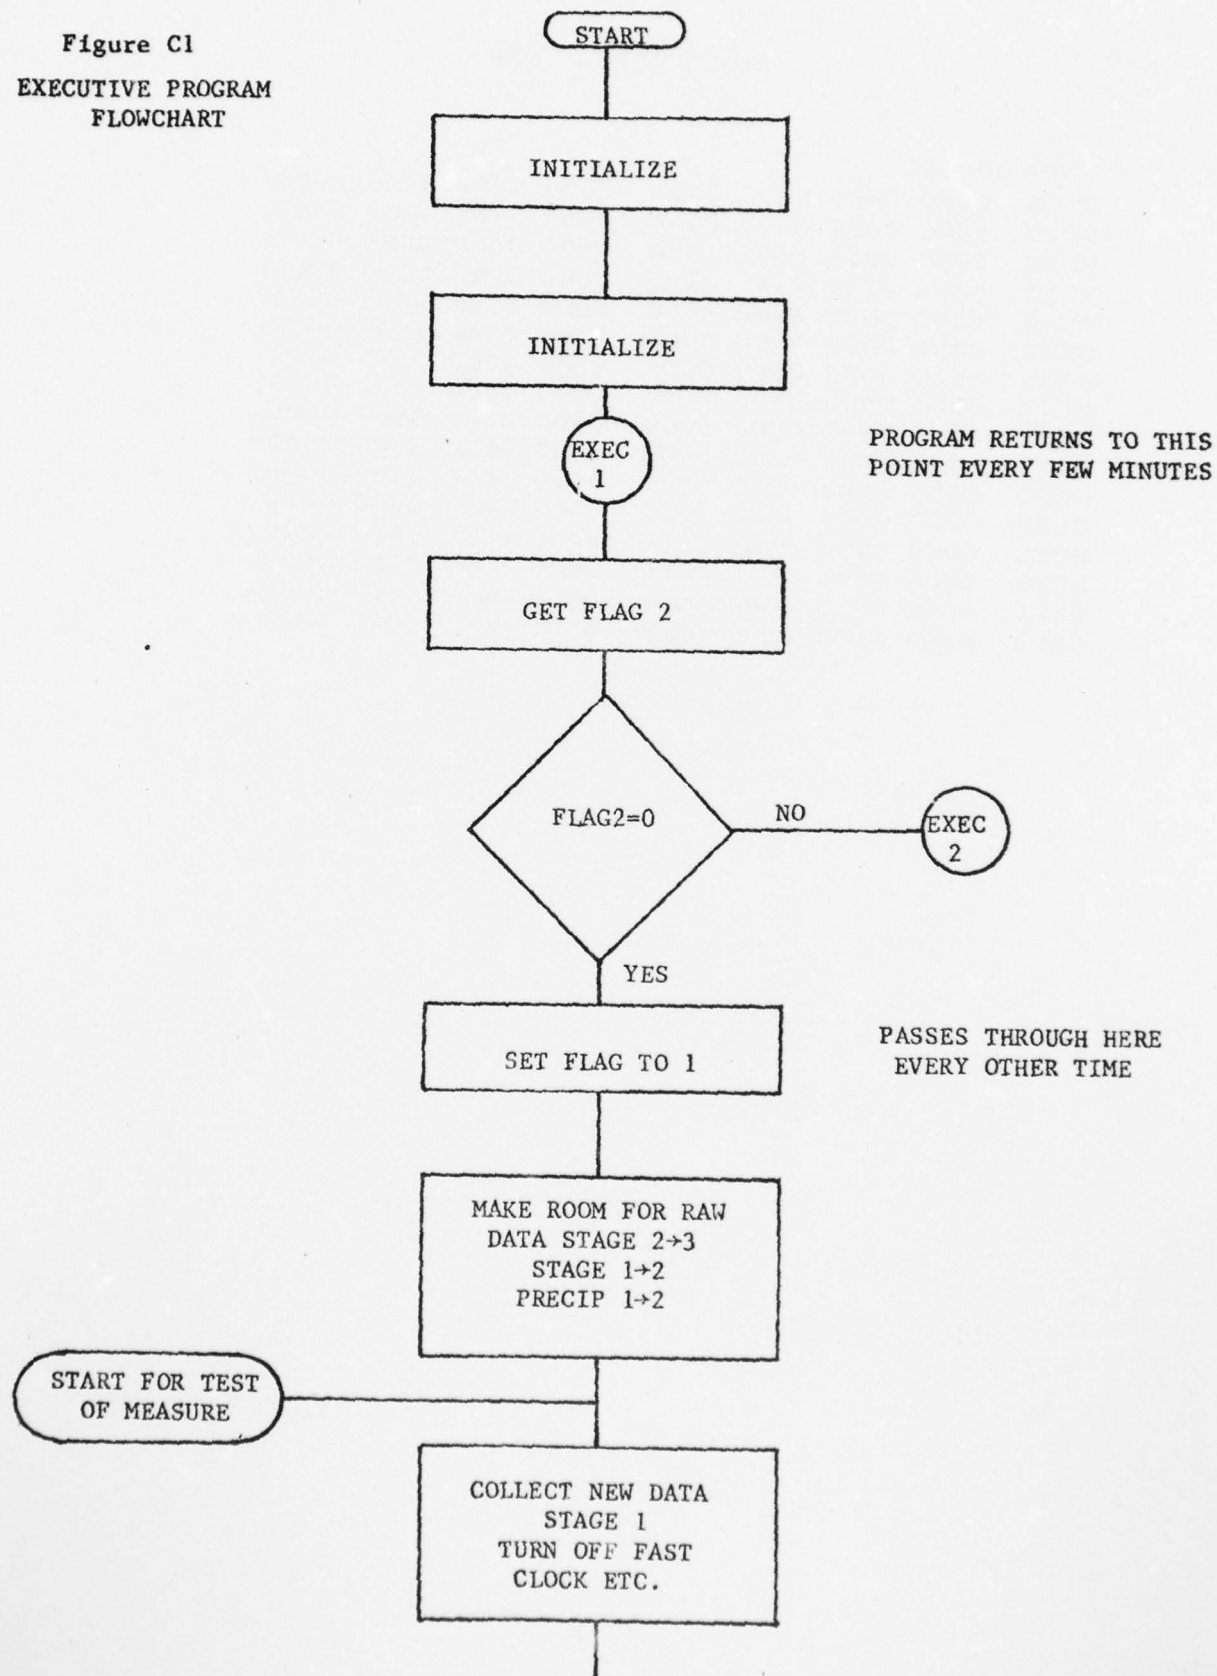 Figure C1
EXECUTIVE PROGRAM
FLOWCHART
START
INITIALIZE
INITIALIZE
EXEC
1
PROGRAM RETURNS TO THIS
POINT EVERY FEW MINUTES
GET FLAG 2
FLAG2=0
NO
EXEC
2
YES
SET FLAG TO 1
PASSES THROUGH HERE
EVERY OTHER TIME
MAKE ROOM FOR RAW
DATA STAGE 2→3
STAGE 1→2
PRECIP 1→2
START FOR TEST
OF MEASURE
COLLECT NEW DATA
STAGE 1
TURN OFF FAST
CLOCK ETC.